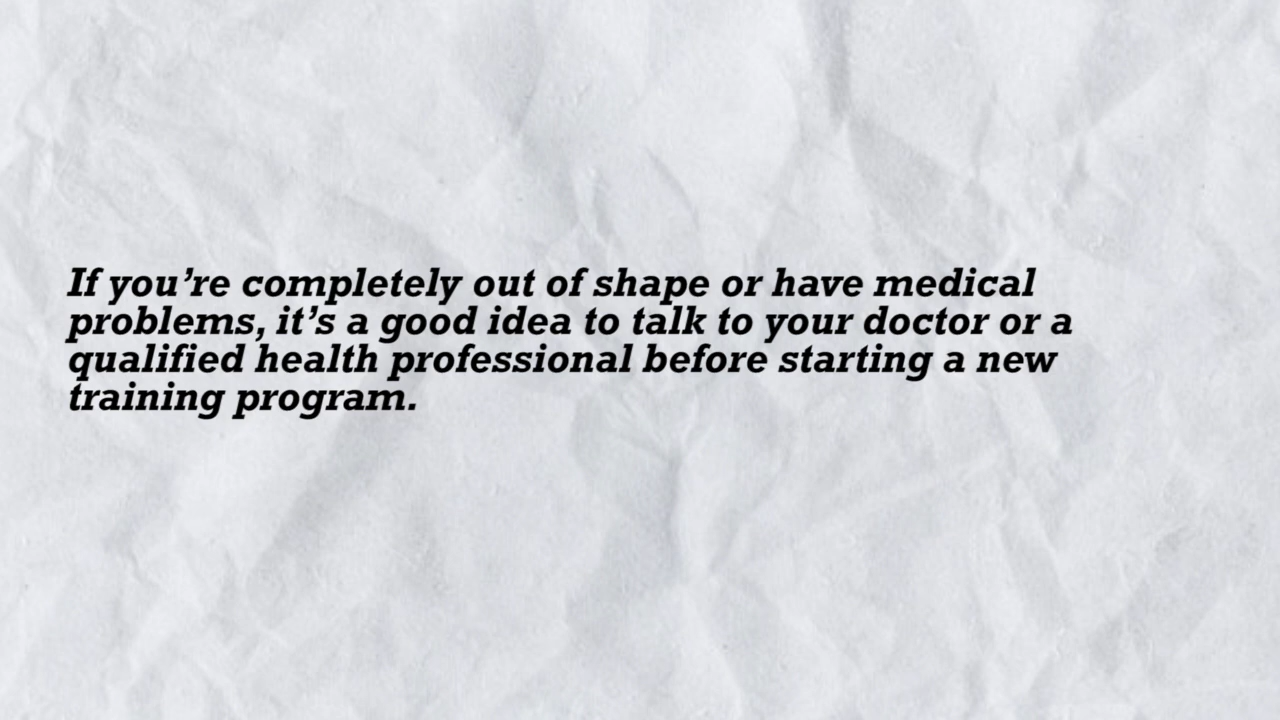 If you’re completely out of shape or have medical
problems, it’s a good idea to talk to your doctor or a
qualified health professional before starting a new
training program.